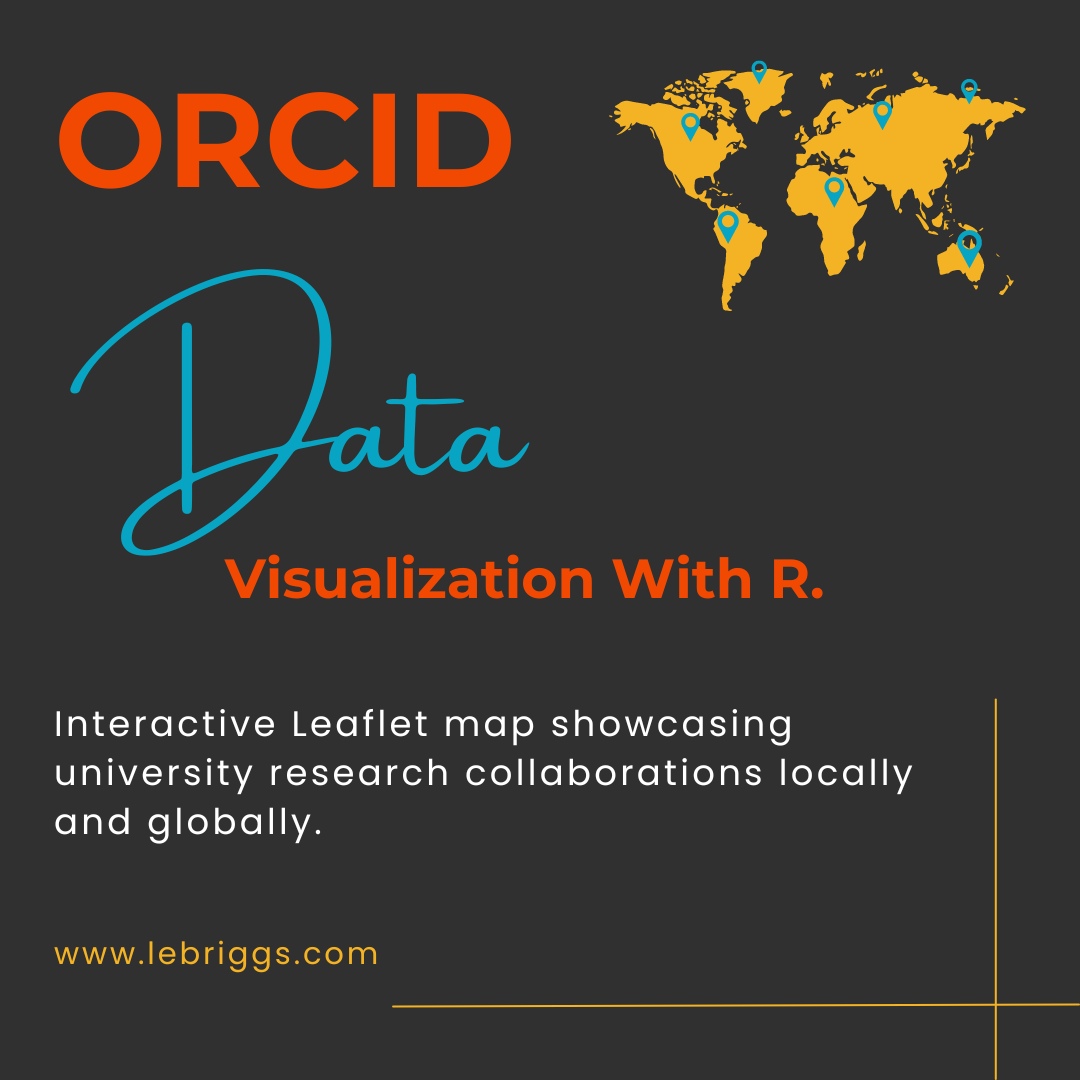 ORCID
Data
Visualization With R.
Interactive Leaflet map showcasing
university research collaborations locally
and globally.
www.lebriggs.com